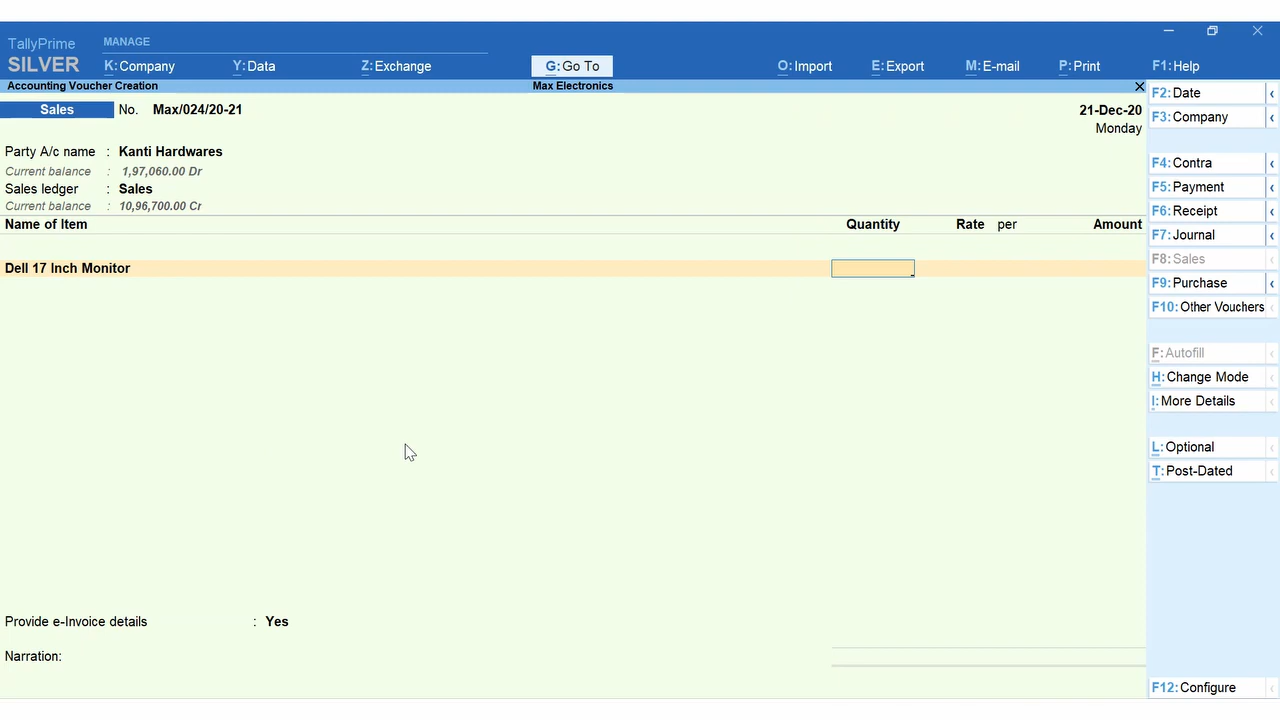 TallyPrime MANAGE
SILVER K:Company Y:Data Z:Exchange G:Go To O:Import E:Export M:E-mail P:Print F1:Help
Accounting Voucher Creation Max Electronics
Sales No. Max/024/20-21 21-Dec-20
Monday
Party A/c name : Kanti Hardwares
Current balance : 1,97,060.00 Dr
Sales ledger : Sales
Current balance : 10,96,700.00 Cr
Name of Item Quantity Rate per Amount
Dell 17 Inch Monitor
Provide e-Invoice details : Yes
Narration:
F2:Date
F3:Company
F4:Contra
F5:Payment
F6:Receipt
F7:Journal
F8:Sales
F9:Purchase
F10:Other Vouchers
F:Autofill
H:Change Mode
I:More Details
L:Optional
T:Post-Dated
F12:Configure